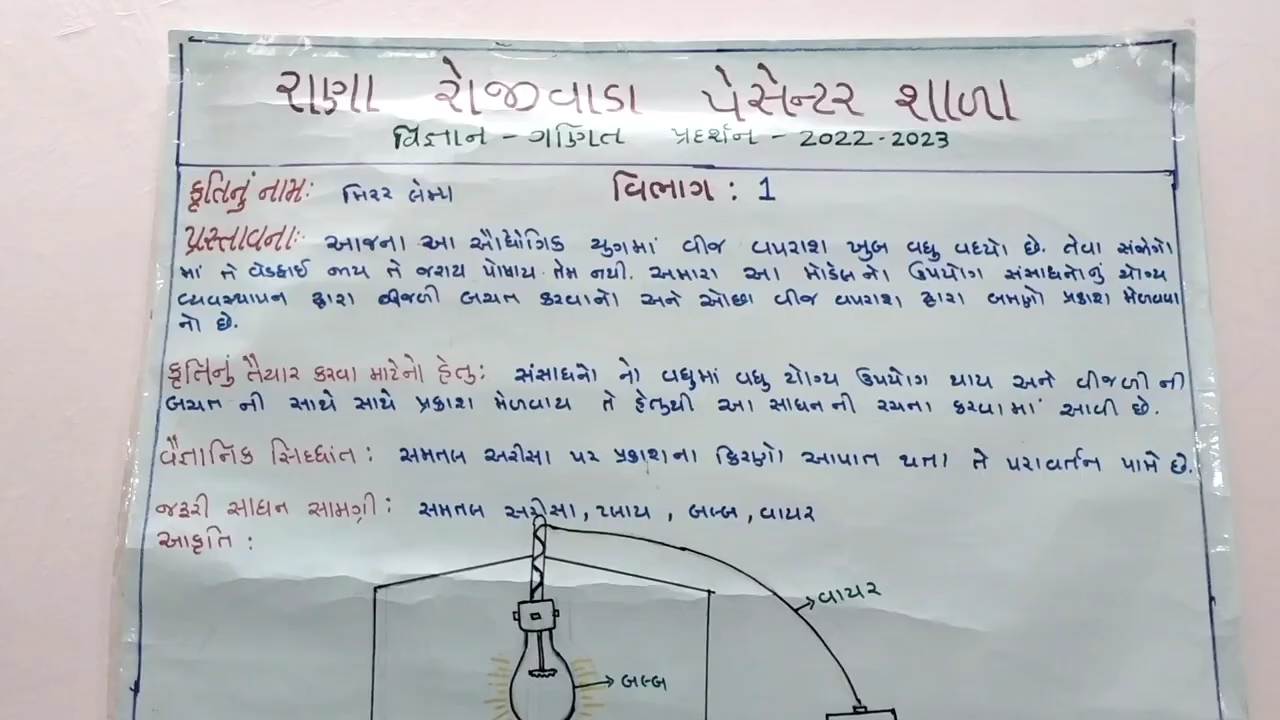 રાણા રોજીવાડા પેસેન્ટર શાળા
વિજ્ઞાન - ગણિત પ્રદર્શન - 2022-2023
કૃતિનું નામ: મિરર લેમ્પ વિભાગ : 1
પ્રસ્તાવના: આજના આ ઔદ્યોગિક યુગમાં વીજ વપરાશ ખુબ વધુ વધ્યો છે. તેવા સંજોગો
માં તે વેડફાઈ જાય તે જરાય પોષાય તેમ નથી. અમારા આ મોડેલનો ઉપયોગ સંસાધનોનું યોગ્ય
વ્યવસ્થાપન દ્વારા વીજળી બચત કરવાનો અને ઓછા વીજ વપરાશ દ્વારા બમણો પ્રકાશ મેળવવા
નો છે.
કૃતિનું તૈયાર કરવા માટેનો હેતુ: સંસાધનો નો વધુમાં વધુ યોગ્ય ઉપયોગ થાય અને વીજળી ની
બચત ની સાથે સાથે પ્રકાશ મેળવાય તે હેતુથી આ સાધન ની રચના કરવામાં આવી છે.
વૈજ્ઞાનિક સિદ્ધાંત : સમતલ અરીસા પર પ્રકાશના કિરણો આપાત થતા તે પરાવર્તન પામે છે.
જરૂરી સાધન સામગ્રી : સમતલ અરીસા, ખાય , બલ્બ , વાયર
આકૃતિ :
વાયર
બલ્બ